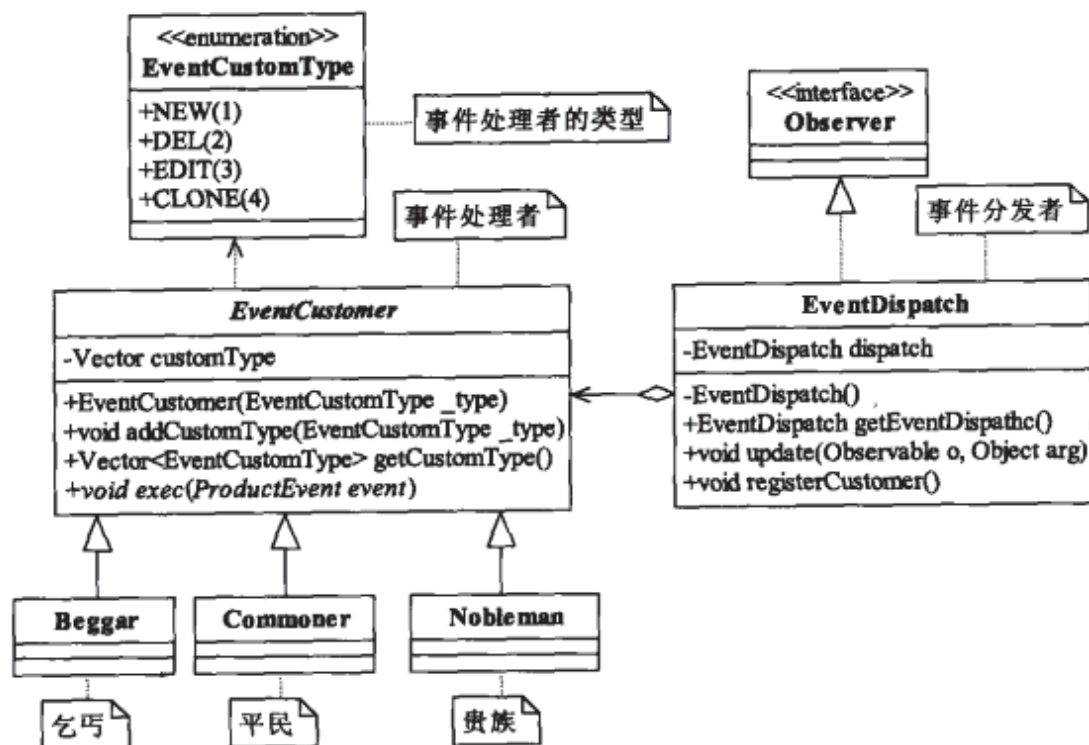 <<enumeration>>
EventCustomType
+NEW(1)
+DEL(2)
+EDIT(3)
+CLONE(4)
事件处理者的类型
<<interface>>
Observer
事件处理者
事件分发者
EventCustomer
-Vector customType
+EventCustomer(EventCustomType _type)
+void addCustomType(EventCustomType _type)
+Vector<EventCustomType> getCustomType()
+void exec(ProductEvent event)
EventDispatch
-EventDispatch dispatch
-EventDispatch()
+EventDispatch getEventDispathc()
+void update(Observable o, Object arg)
+void registerCustomer()
Beggar
Commoner
Nobleman
乞丐
平民
贵族